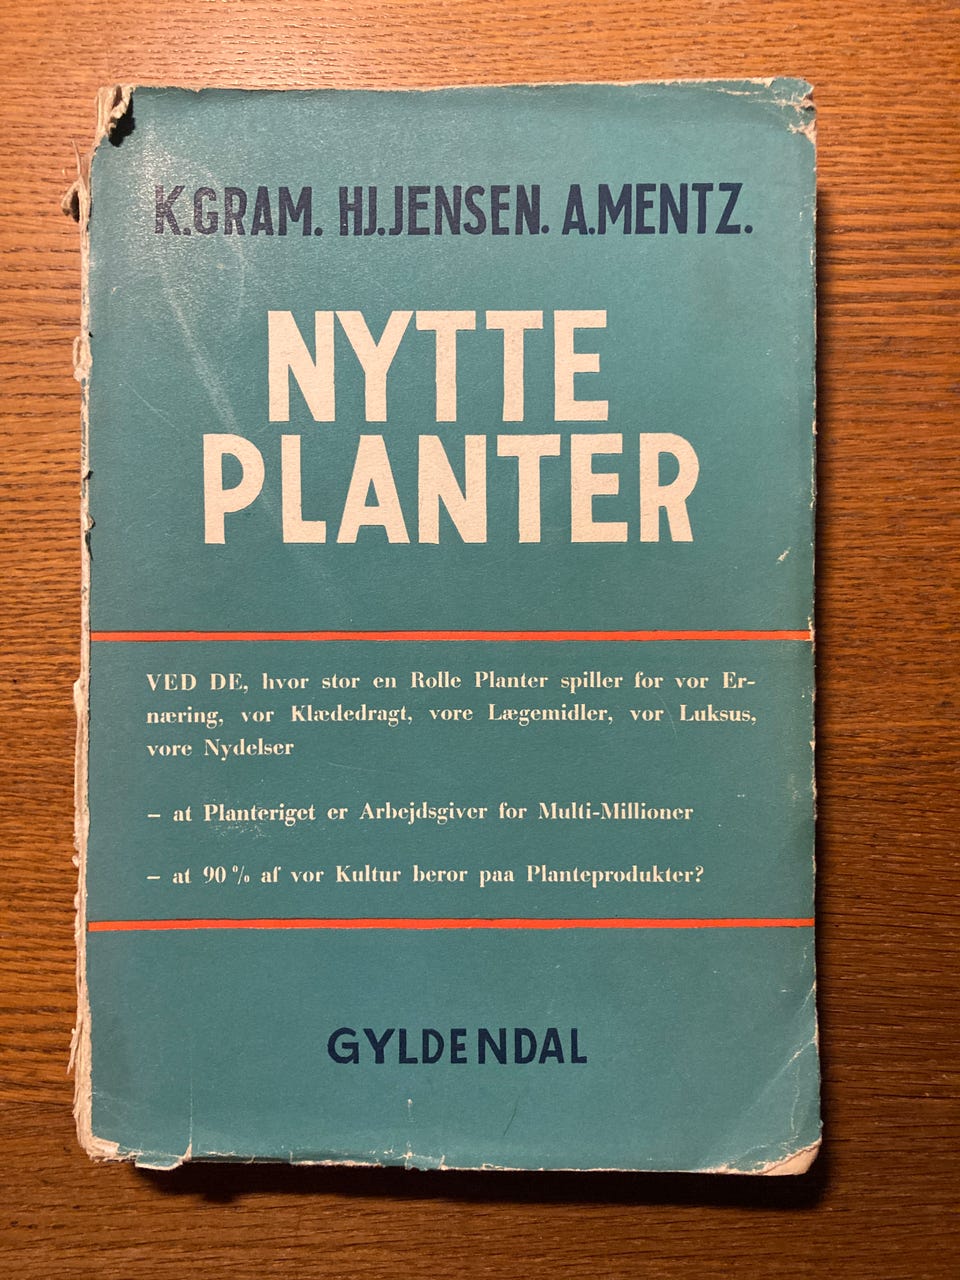 K.GRAM. HJ.JENSEN. A.MENTZ.
NYTTE
PLANTER
VED DE, hvor stor en Rolle Planter spiller for vor Er-
næring, vor Klædedragt, vore Lægemidler, vor Luksus,
vore Nydelser
– at Planteriget er Arbejdsgiver for Multi-Millioner
– at 90 % af vor Kultur beror paa Planteprodukter?
GYLDENDAL